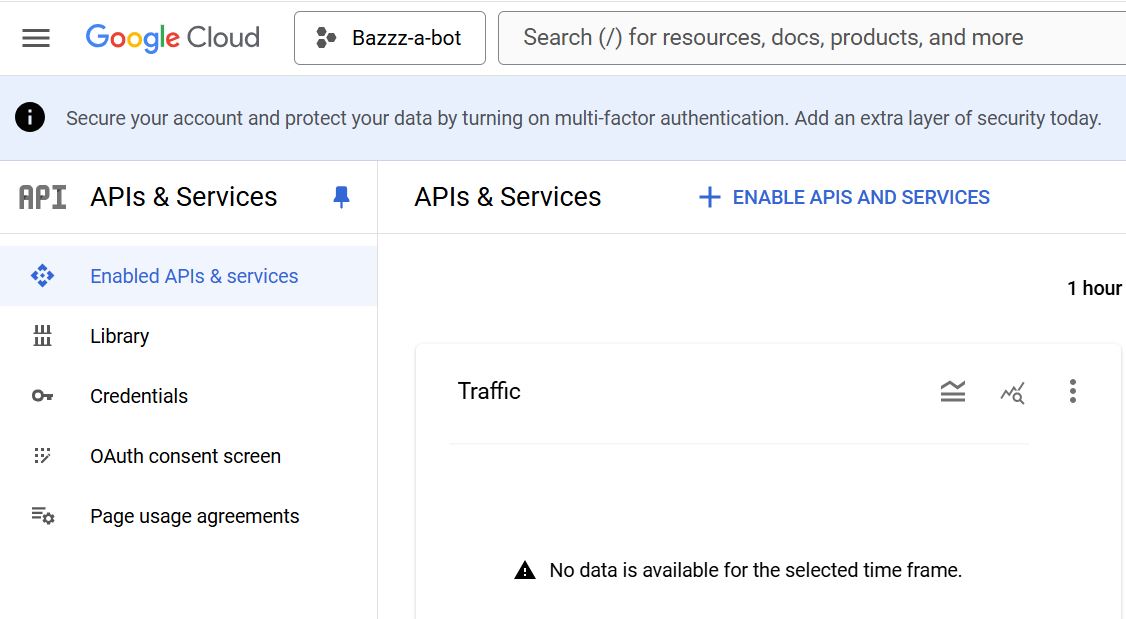 Google Cloud
Bazzz-a-bot
Search (/) for resources, docs, products, and more
Secure your account and protect your data by turning on multi-factor authentication. Add an extra layer of security today.
API
APIs & Services
APIs & Services
ENABLE APIS AND SERVICES
Enabled APIs & services
Library
Credentials
OAuth consent screen
Page usage agreements
1 hour
Traffic
No data is available for the selected time frame.